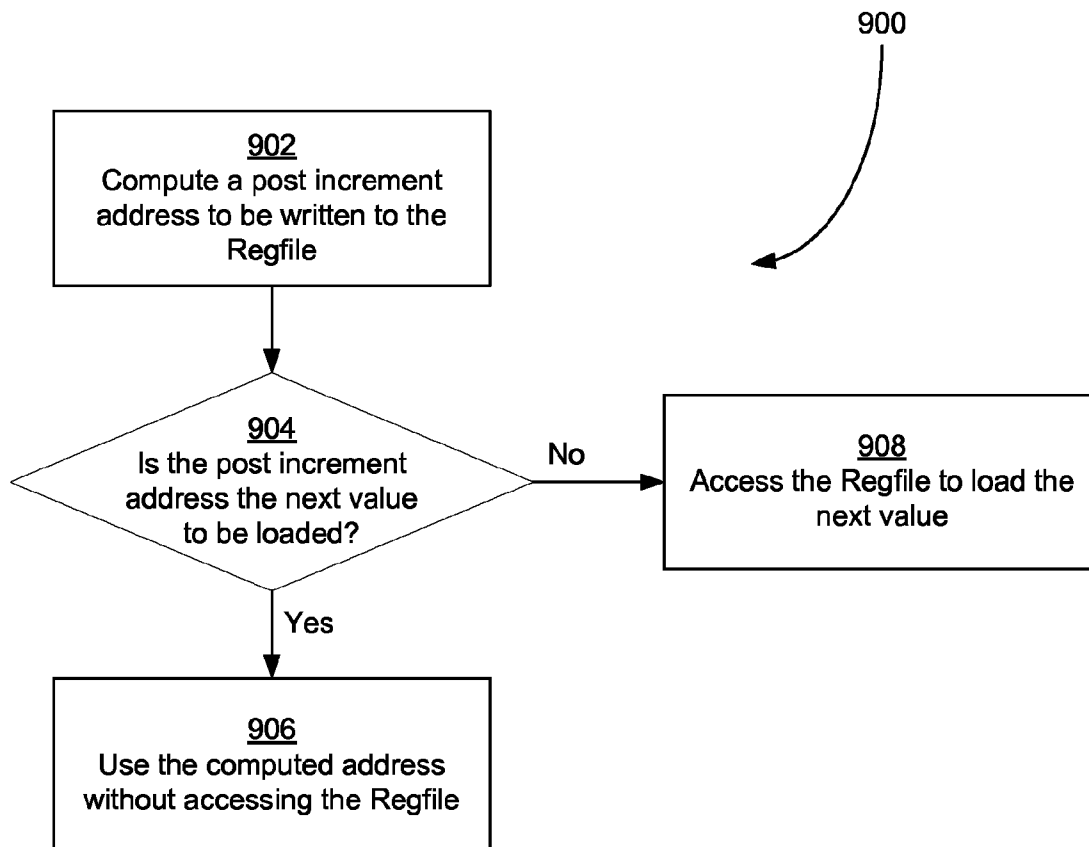 900
902
Compute a post increment
address to be written to the
Regfile
904
Is the post increment
address the next value
to be loaded?
No
908
Access the Regfile to load the
next value
Yes
906
Use the computed address
without accessing the Regfile